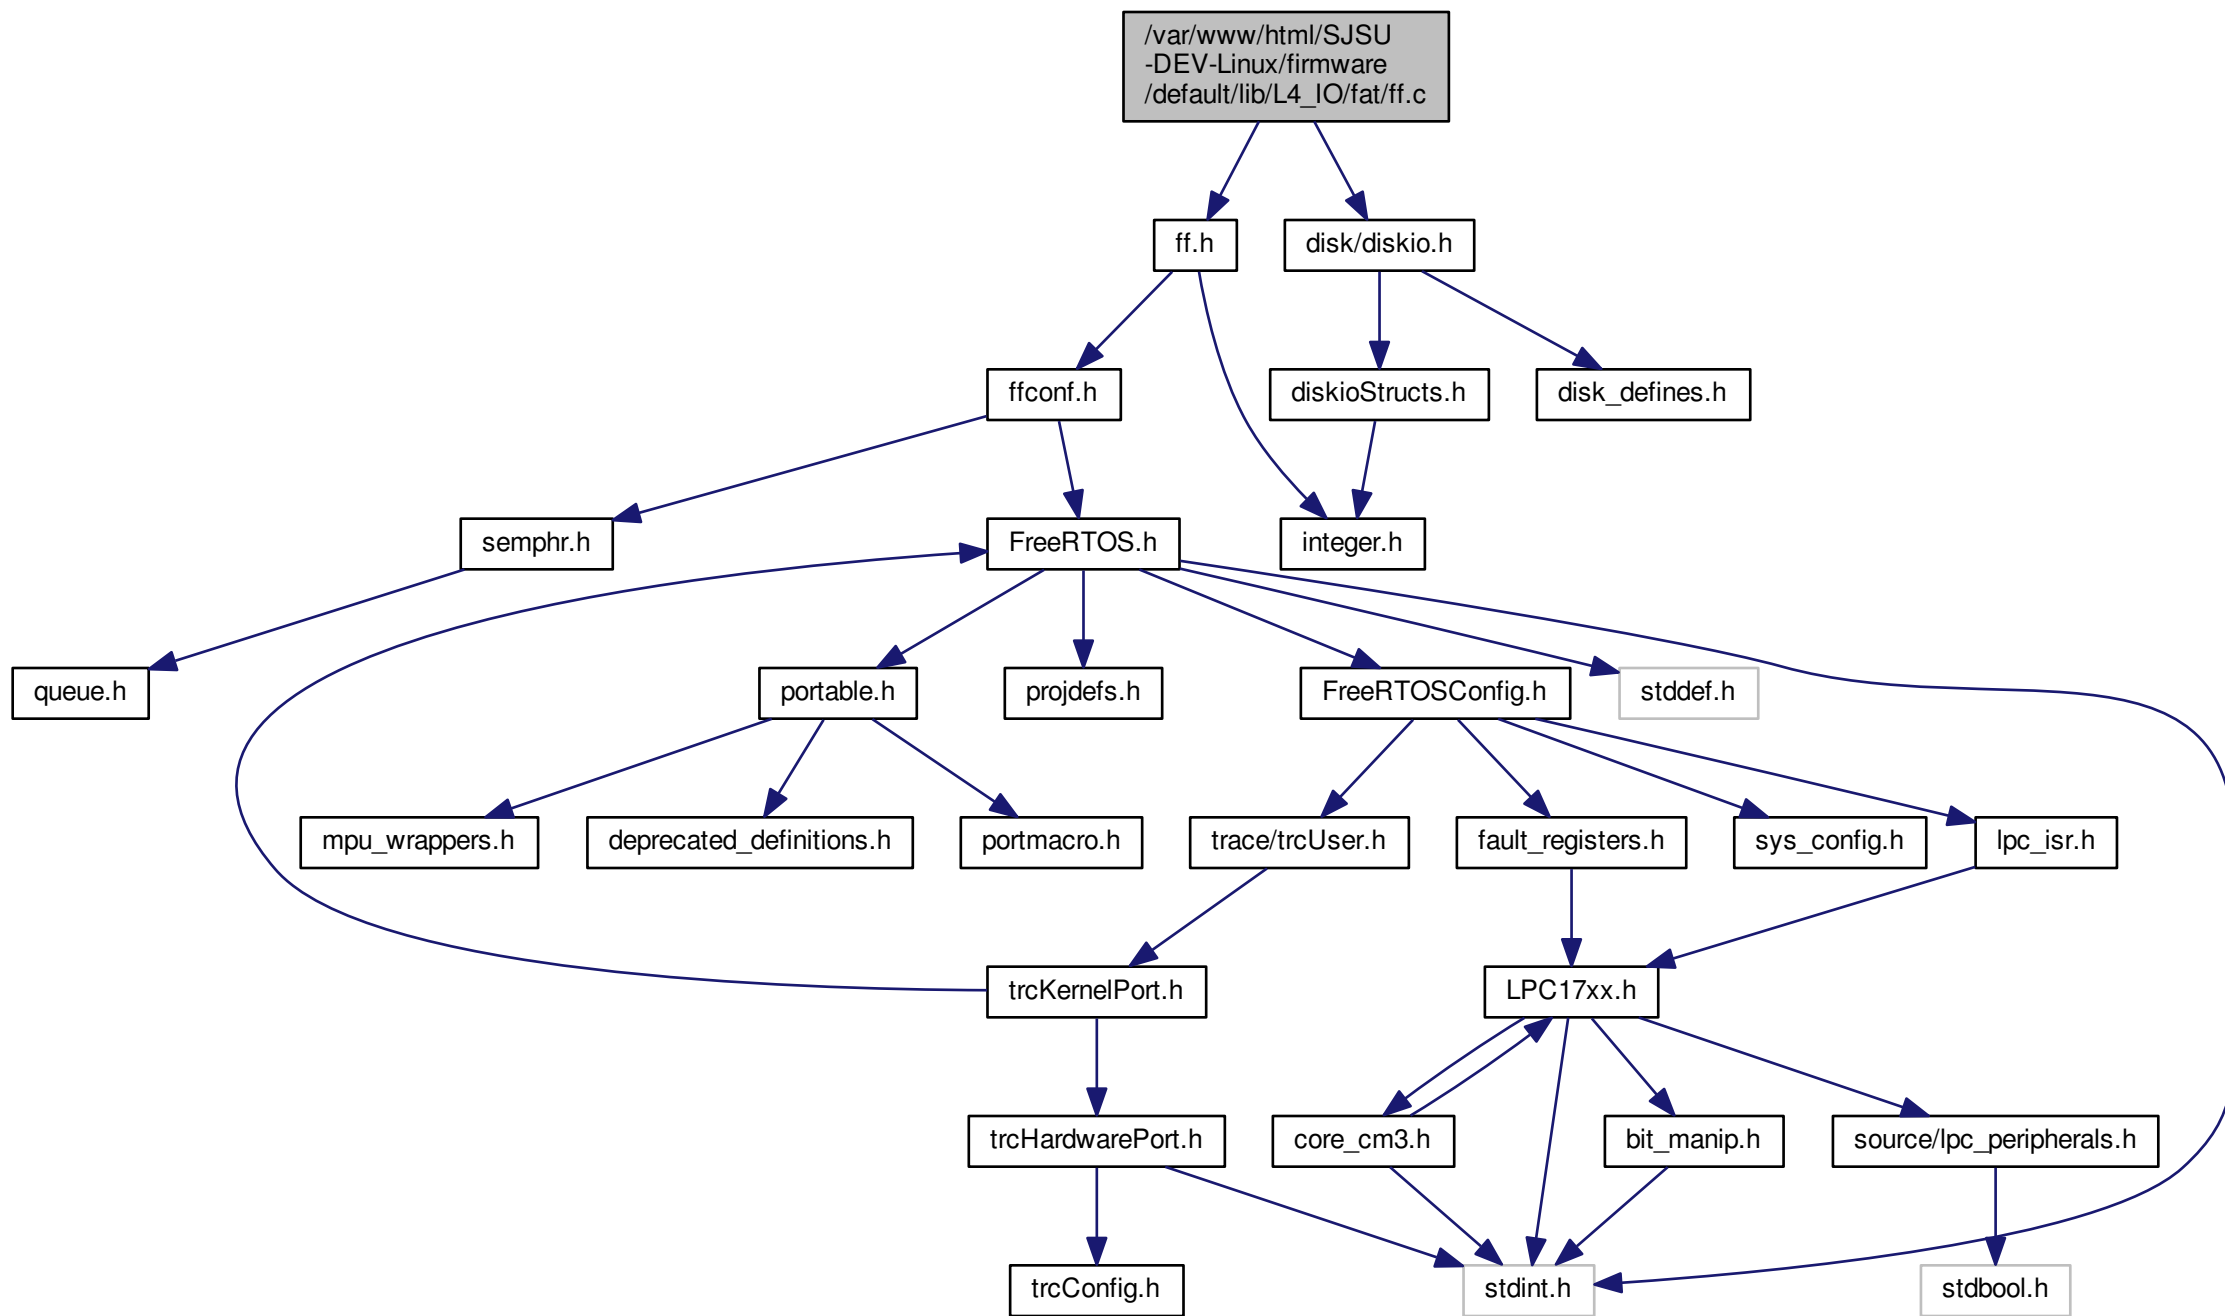 /var/www/html/SJSU
-DEV-Linux/firmware
/default/lib/L4_IO/fat/ff.c
ff.h
disk/diskio.h
ffconf.h
diskioStructs.h
disk_defines.h
semphr.h
FreeRTOS.h
integer.h
queue.h
portable.h
projdefs.h
FreeRTOSConfig.h
stddef.h
mpu_wrappers.h
deprecated_definitions.h
portmacro.h
trace/trcUser.h
fault_registers.h
sys_config.h
lpc_isr.h
trcKernelPort.h
LPC17xx.h
trcHardwarePort.h
core_cm3.h
bit_manip.h
source/lpc_peripherals.h
trcConfig.h
stdint.h
stdbool.h